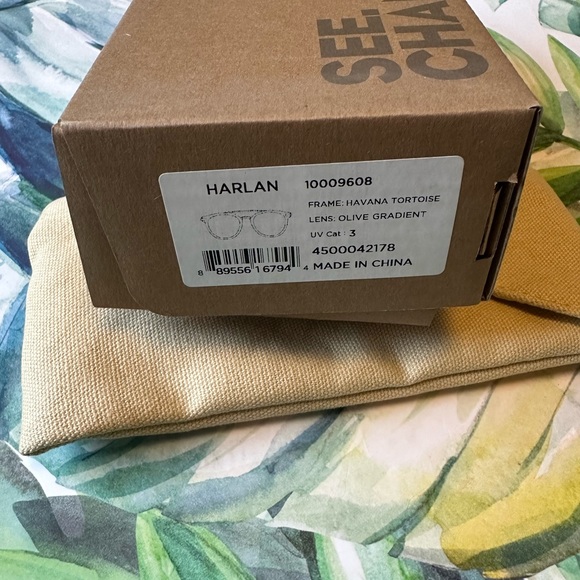 SEE.
HARLAN 10009608
FRAME: HAVANA TORTOISE
LENS: OLIVE GRADIENT
UV Cat : 3
4500042178
8 89556 16794 4 MADE IN CHINA